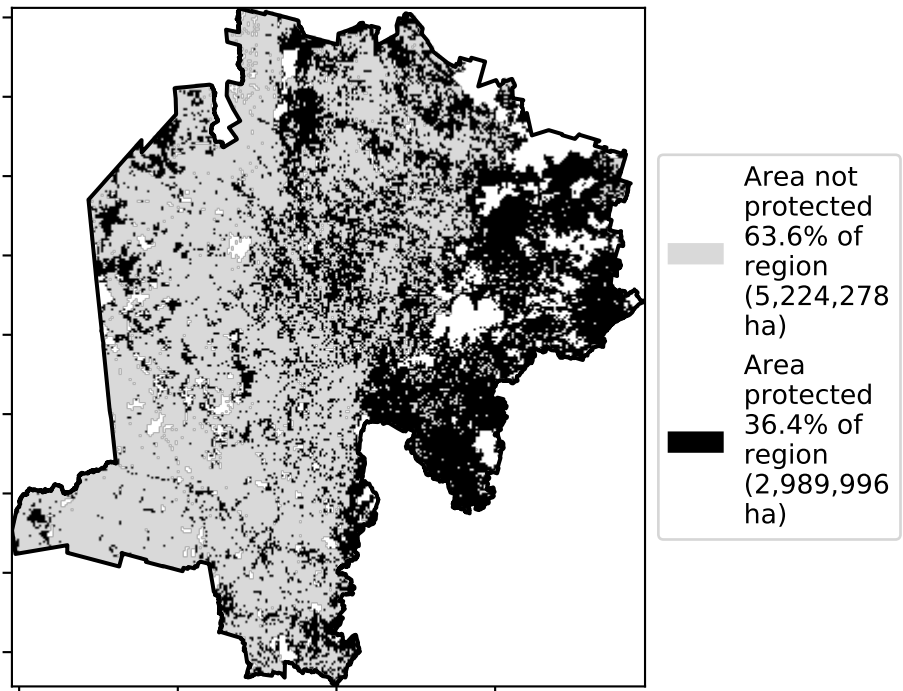 Area not
protected
63.6% of
region
(5,224,278
ha)
Area
protected
36.4% of
region
(2,989,996
ha)